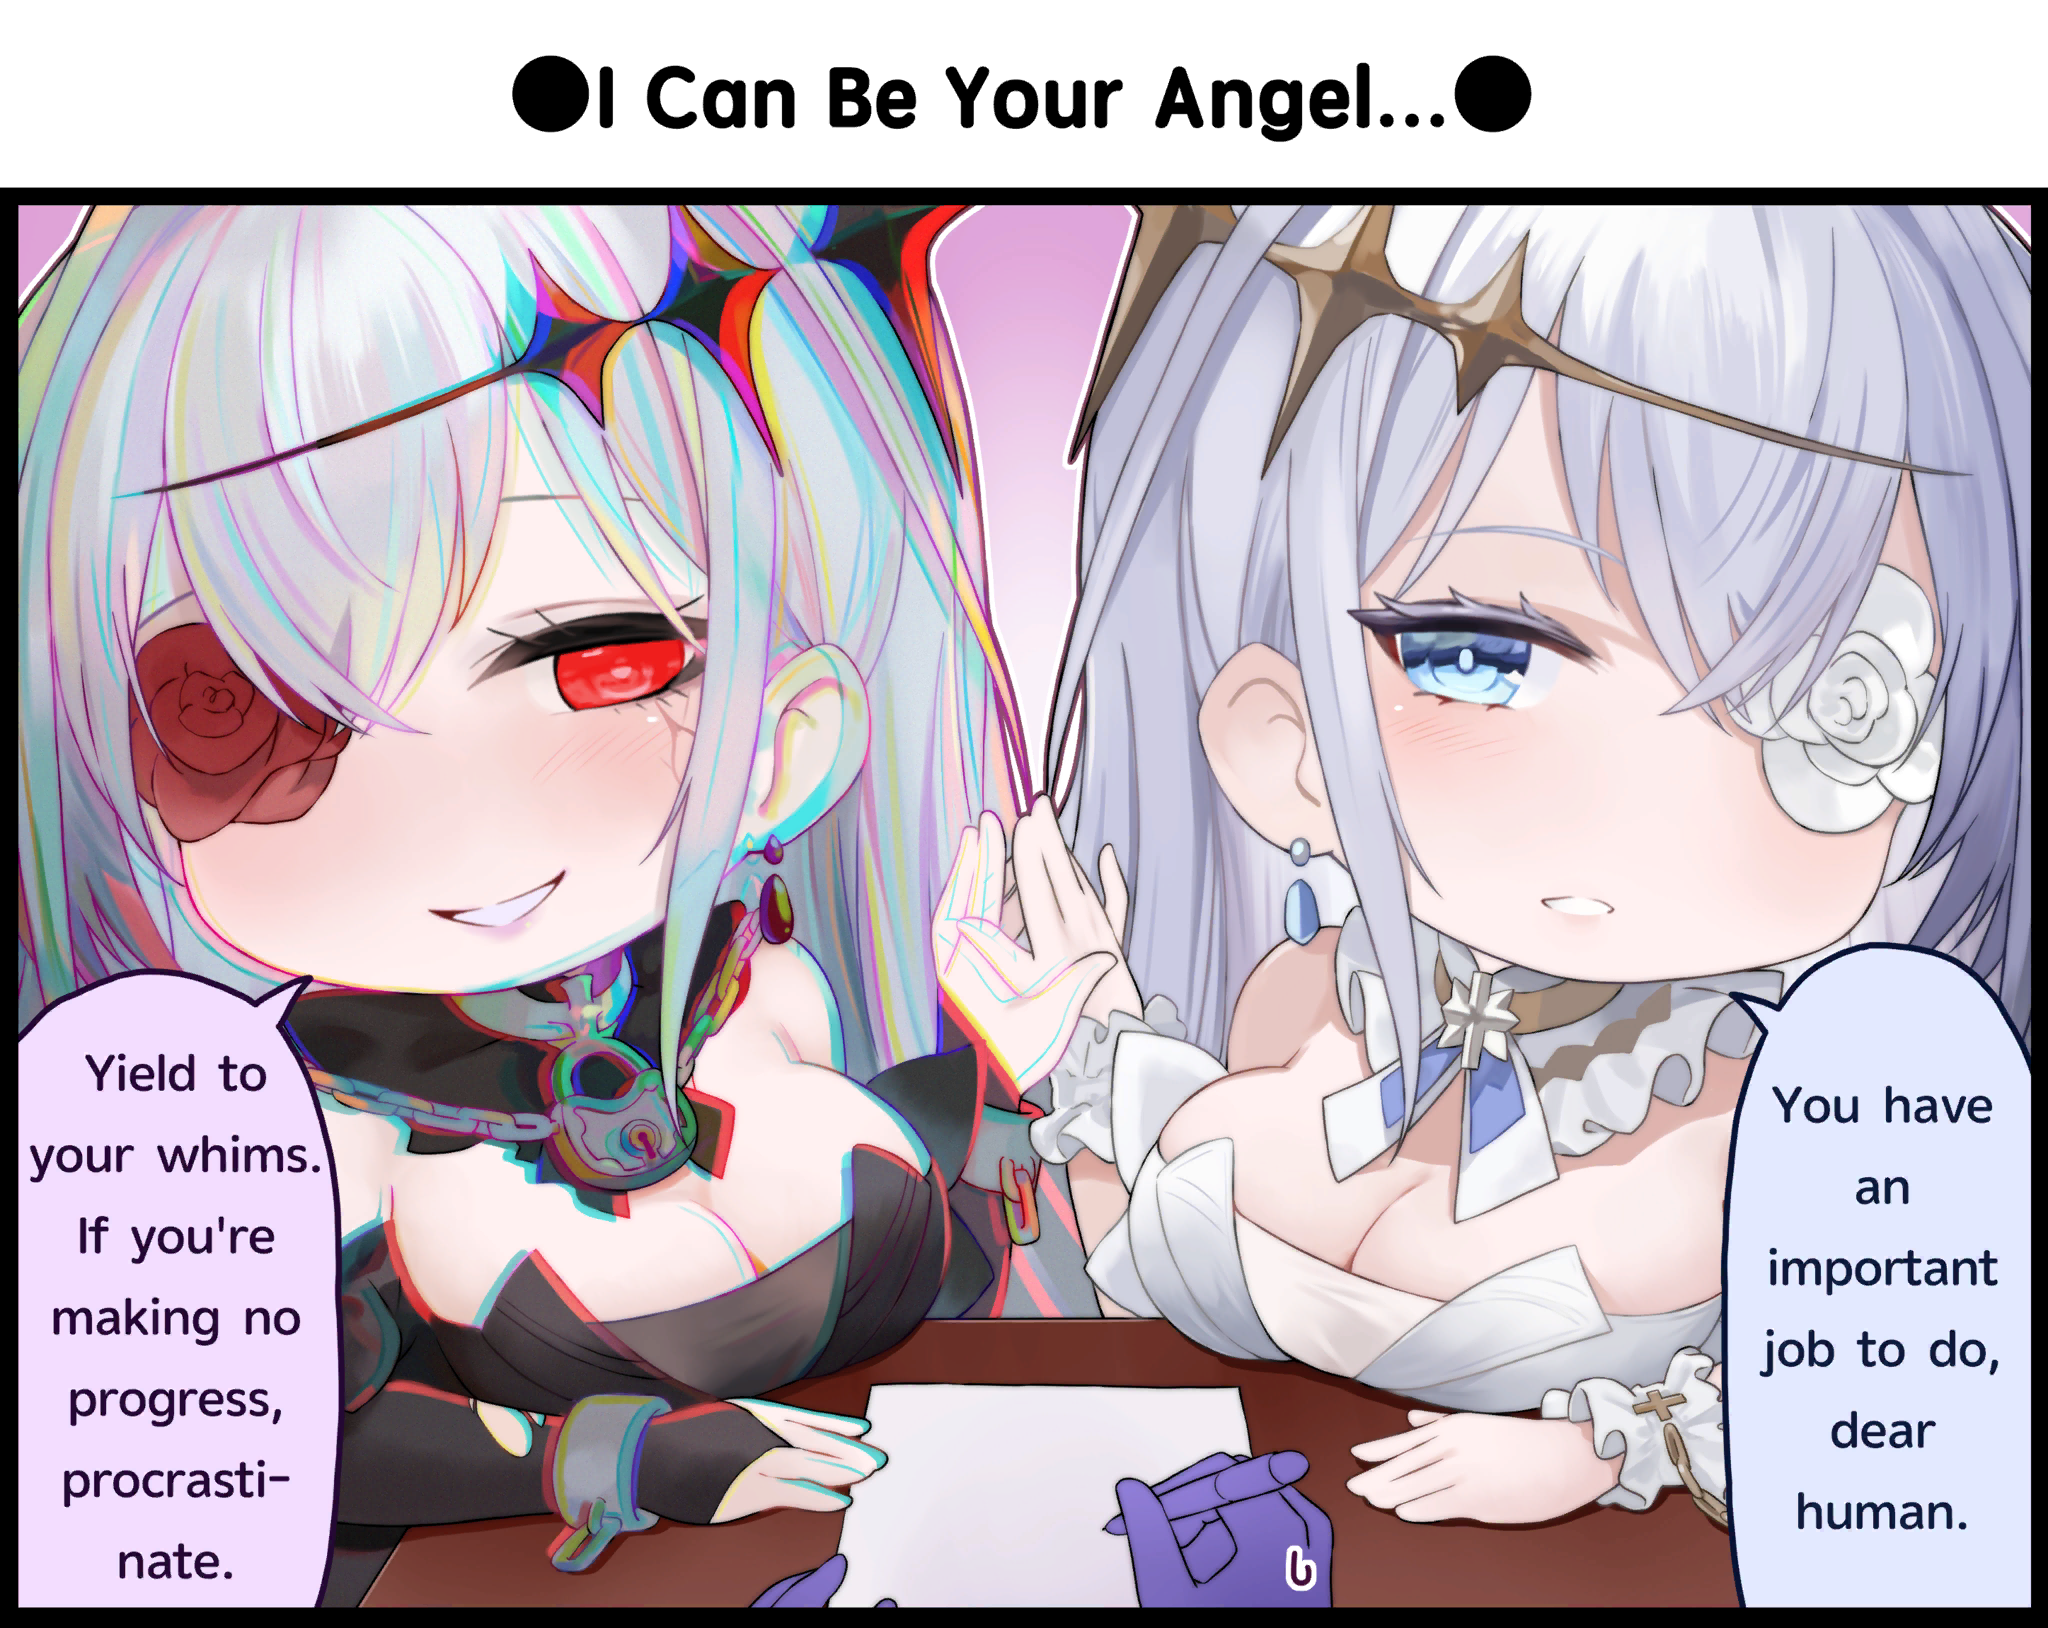 ●I Can Be Your Angel...●
Yield to
your whims.
If you're
making no
progress,
procrasti-
nate.
You have
an
important
job to do,
dear
human.